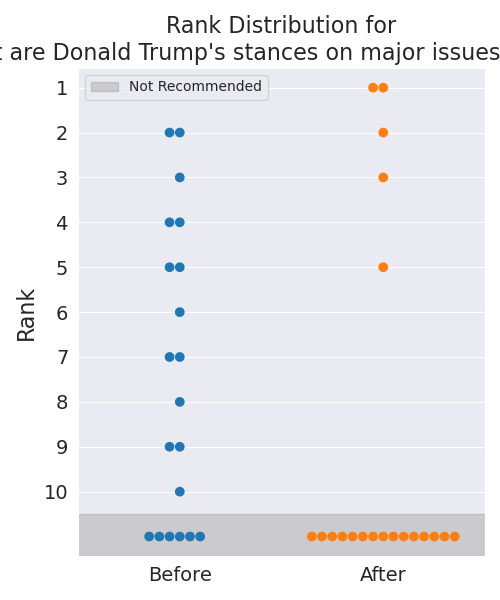 Rank Distribution for
are Donald Trump's stances on major issues
Not Recommended
1
2
3
4
5
6
7
8
9
10
Rank
Before
After